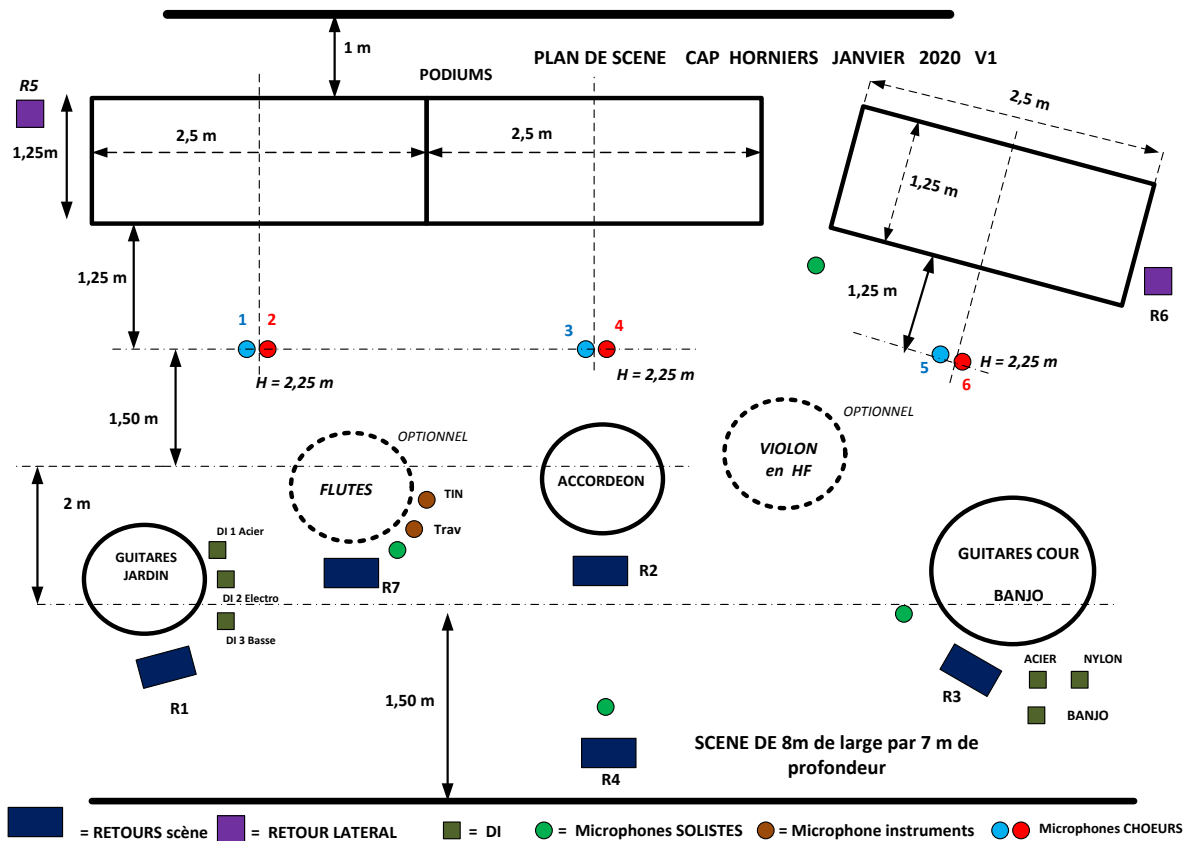 1 m
PLAN DE SCENE CAP HORNIERS JANVIER 2020 V1
PODIUMS
R5
2,5 m
2,5 m
2,5 m
1,25m
1,25 m
1,25 m
1,25 m
R6
1
2
3
4
5
6
H = 2,25 m
H = 2,25 m
H = 2,25 m
1,50 m
OPTIONNEL
OPTIONNEL
FLUTES
TIN
Trav
ACCORDEON
VIOLON
en HF
2 m
DI 1 Acier
GUITARES
JARDIN
DI 2 Electro
DI 3 Basse
R7
R2
GUITARES COUR
BANJO
R1
1,50 m
R3
ACIER
NYLON
BANJO
R4
SCENE DE 8m de large par 7 m de
profondeur
= RETOURS scène
= RETOUR LATERAL
= DI
= Microphones SOLISTES
= Microphone instruments
Microphones CHOEURS